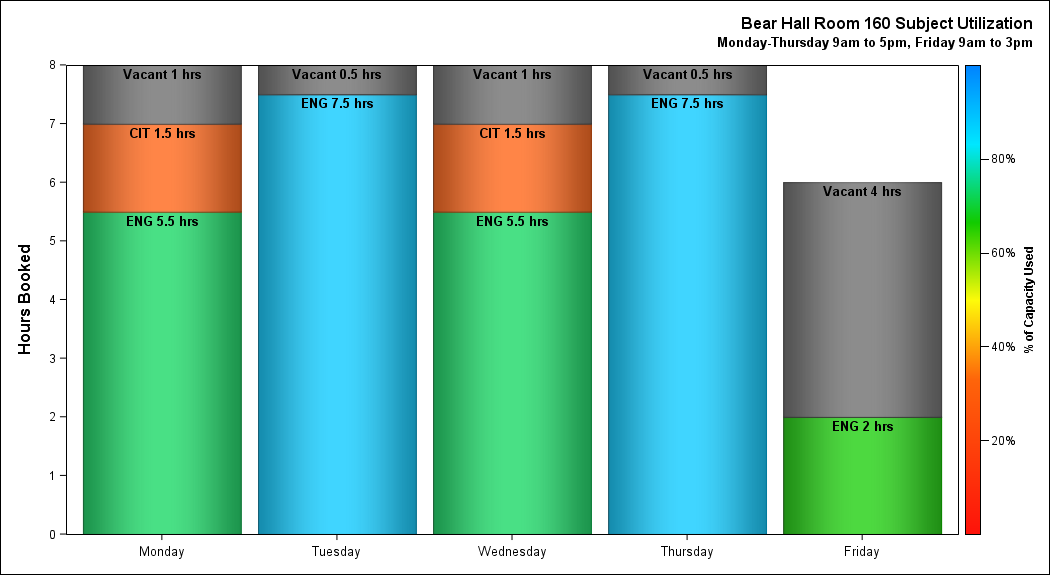 Bear Hall Room 160 Subject Utilization
Monday-Thursday 9am to 5pm, Friday 9am to 3pm
Hours Booked
8
7
6
5
4
3
2
1
0
Vacant 1 hrs
CIT 1.5 hrs
ENG 5.5 hrs
Vacant 0.5 hrs
ENG 7.5 hrs
Vacant 1 hrs
CIT 1.5 hrs
ENG 5.5 hrs
Vacant 0.5 hrs
ENG 7.5 hrs
Vacant 4 hrs
ENG 2 hrs
Monday
Tuesday
Wednesday
Thursday
Friday
80%
60%
40%
20%
% of Capacity Used